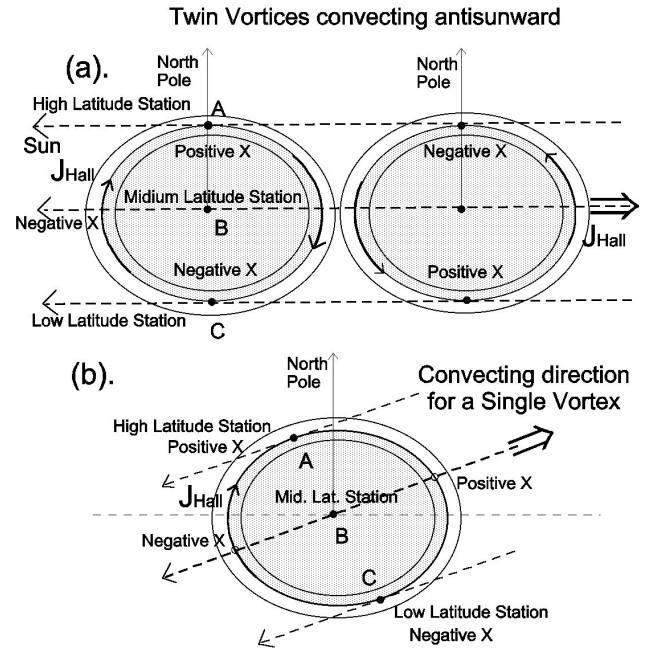 Twin Vortices convecting antisunward
(a).
North
Pole
North
Pole
High Latitude Station
A
Sun
JHall
Positive X
Negative X
Midium Latitude Station
Negative X
B
JHall
Negative X
Positive X
Low Latitude Station
C
(b).
North
Pole
Convecting direction
for a Single Vortex
High Latitude Station
Positive X
A
JHall
Mid. Lat. Station
Positive X
Negative X
B
C
Low Latitude Station
Negative X